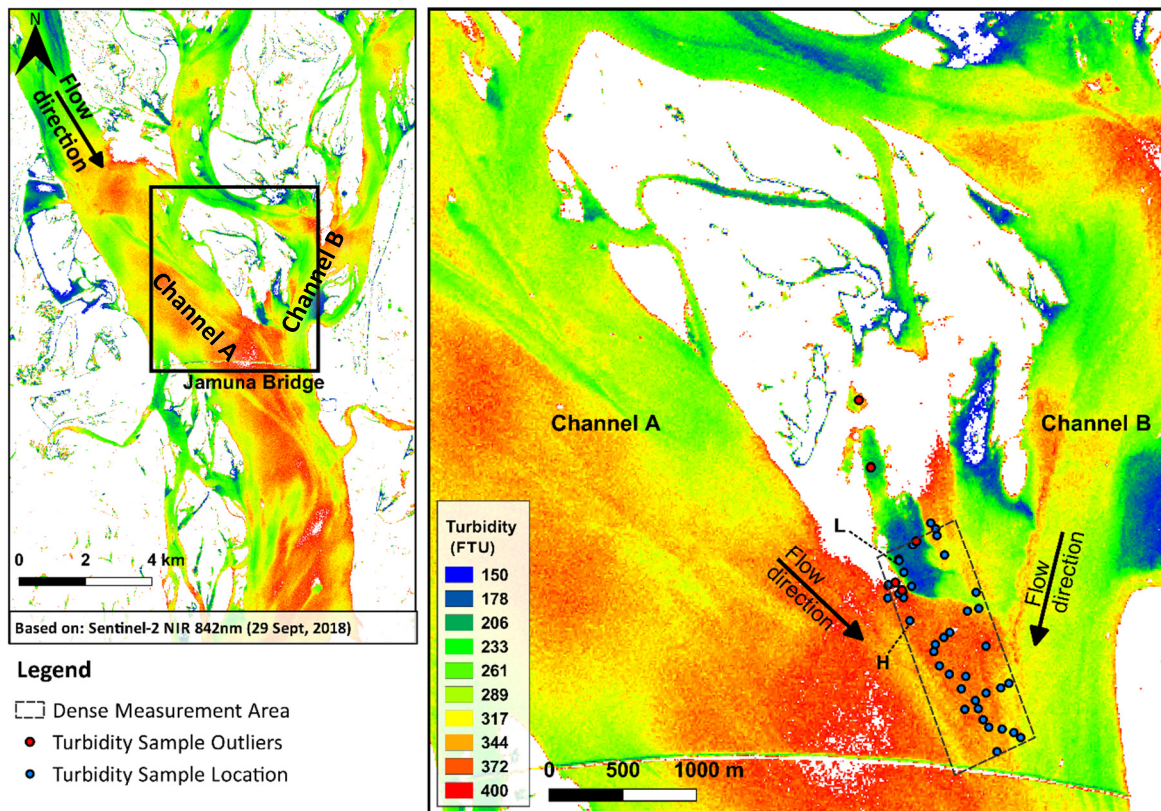 N
Flow
direction
Channel A
Channel B
Jamuna Bridge
0 2 4 km
Based on: Sentinel-2 NIR 842nm (29 Sept, 2018)
Legend
Dense Measurement Area
Turbidity Sample Outliers
Turbidity Sample Location
Channel A
Channel B
L
H
Flow
direction
Flow
direction
Turbidity
(FTU)
150
178
206
233
261
289
317
344
372
400
0 500 1000 m